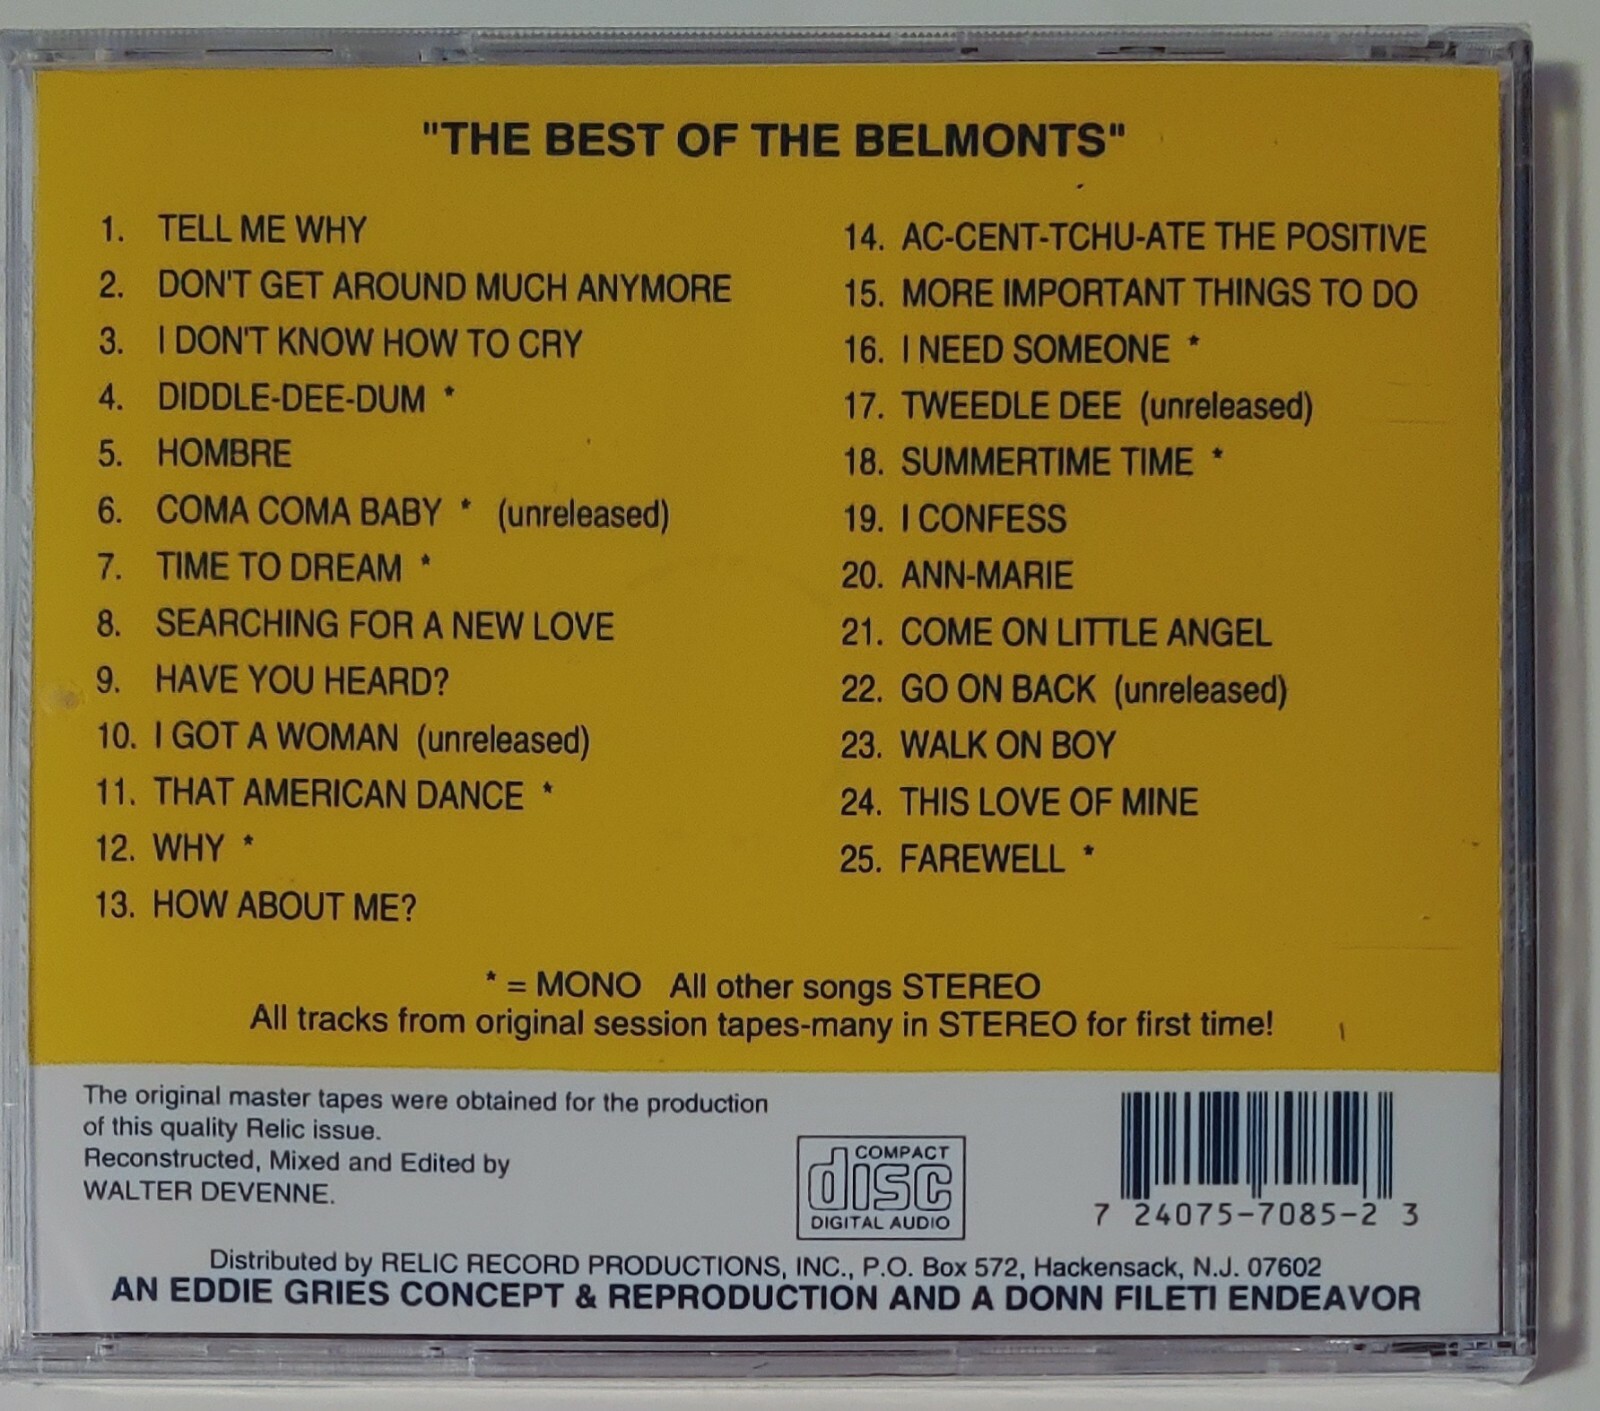 "THE BEST OF THE BELMONTS"
1. TELL ME WHY
2. DON'T GET AROUND MUCH ANYMORE
3. I DON'T KNOW HOW TO CRY
4. DIDDLE-DEE-DUM *
5. HOMBRE
6. COMA COMA BABY * (unreleased)
7. TIME TO DREAM *
8. SEARCHING FOR A NEW LOVE
9. HAVE YOU HEARD?
10. I GOT A WOMAN (unreleased)
11. THAT AMERICAN DANCE *
12. WHY *
13. HOW ABOUT ME?
14. AC-CENT-TCHU-ATE THE POSITIVE
15. MORE IMPORTANT THINGS TO DO
16. I NEED SOMEONE *
17. TWEEDLE DEE (unreleased)
18. SUMMERTIME TIME *
19. I CONFESS
20. ANN-MARIE
21. COME ON LITTLE ANGEL
22. GO ON BACK (unreleased)
23. WALK ON BOY
24. THIS LOVE OF MINE
25. FAREWELL *
* = MONO All other songs STEREO
All tracks from original session tapes-many in STEREO for first time!
The original master tapes were obtained for the production
of this quality Relic issue.
Reconstructed, Mixed and Edited by
WALTER DEVENNE.
COMPACT
disc
DIGITAL AUDIO
7 24075-7085-2 3
Distributed by RELIC RECORD PRODUCTIONS, INC., P.O. Box 572, Hackensack, N.J. 07602
AN EDDIE GRIES CONCEPT & REPRODUCTION AND A DONN FILETI ENDEAVOR